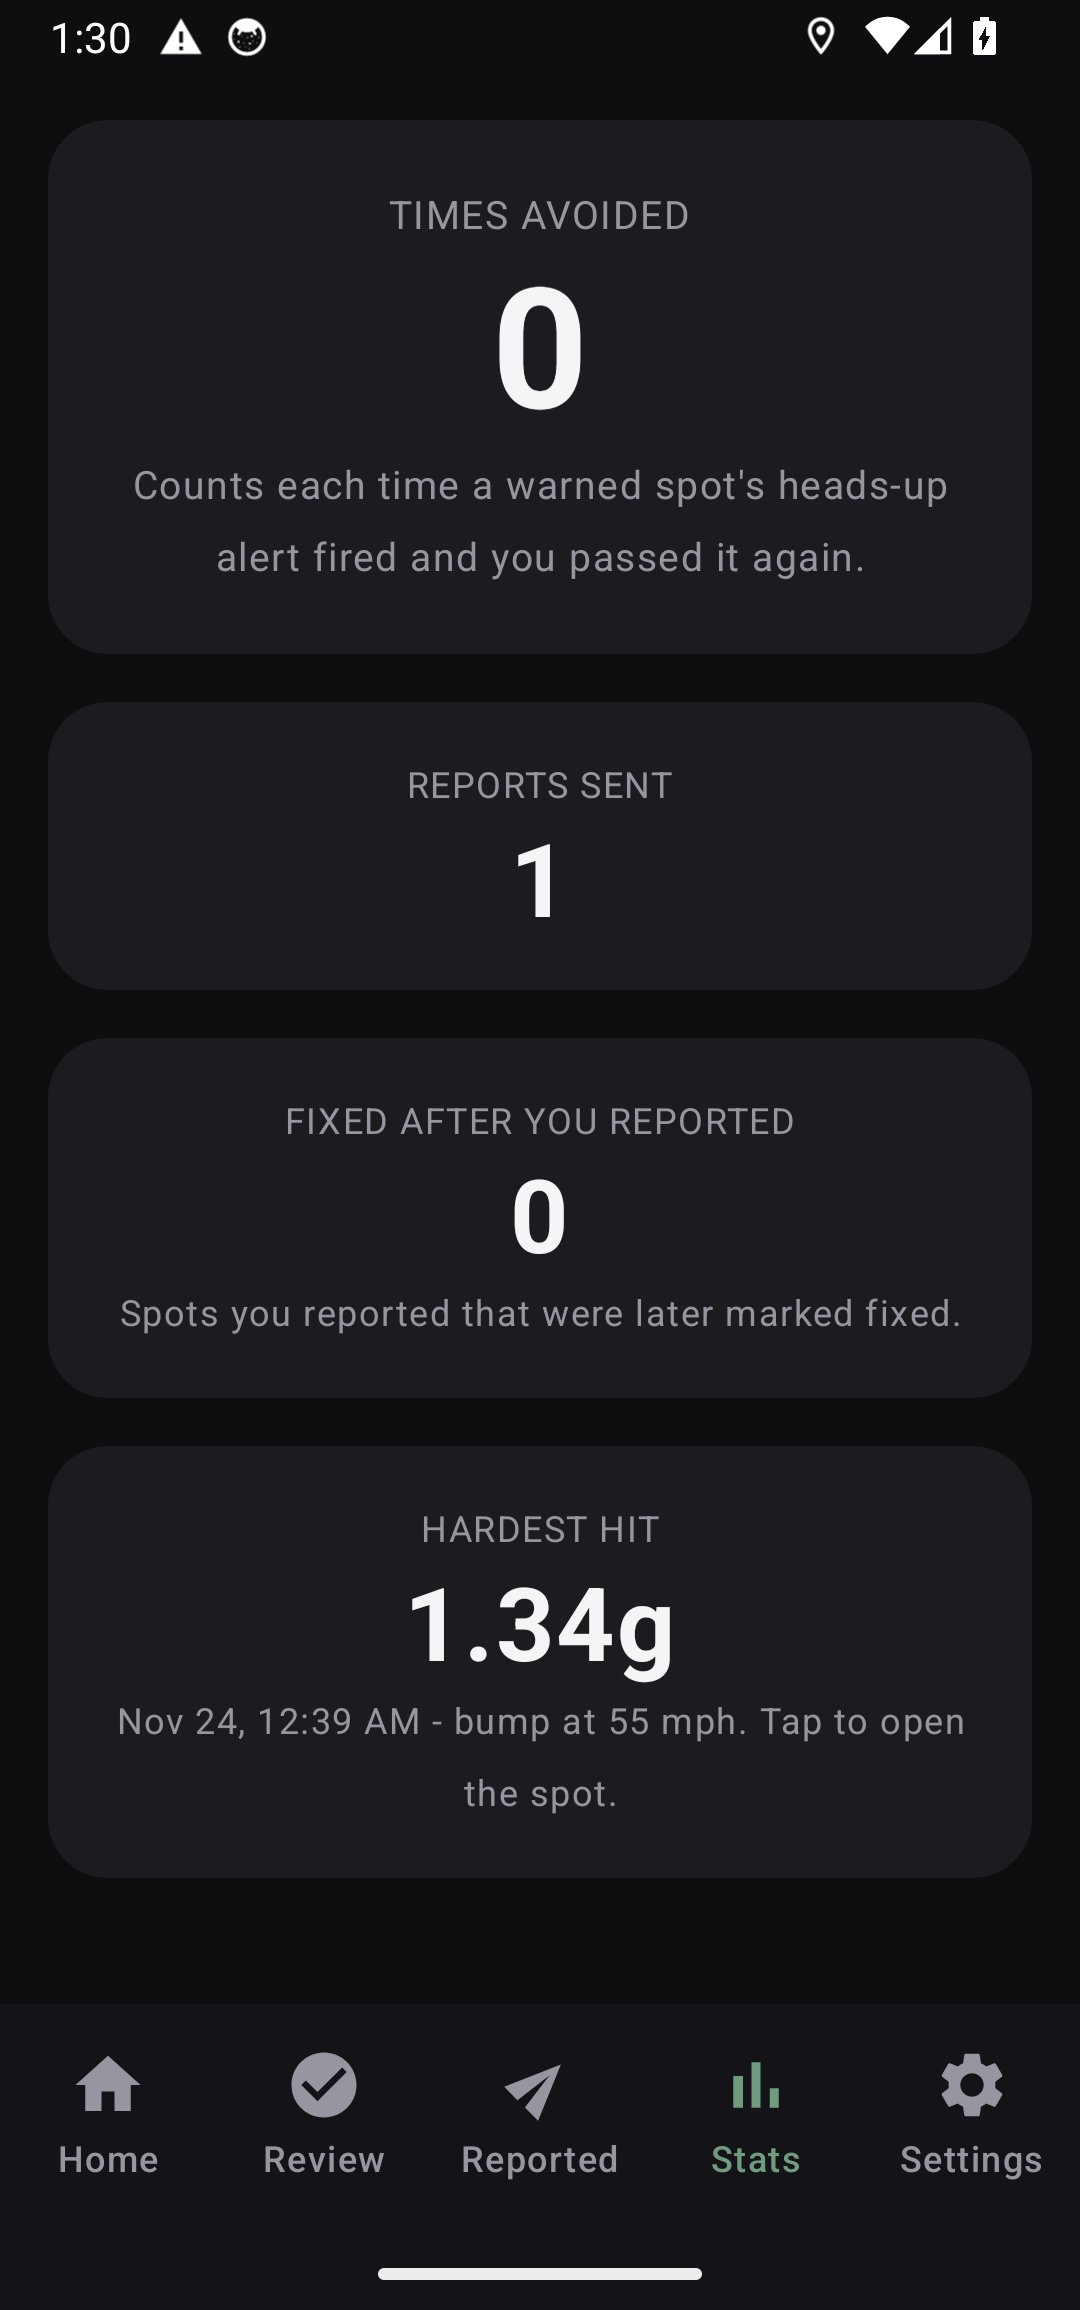 1:30
TIMES AVOIDED
0
Counts each time a warned spot's heads-up
alert fired and you passed it again.
REPORTS SENT
1
FIXED AFTER YOU REPORTED
0
Spots you reported that were later marked fixed.
HARDEST HIT
1.34g
Nov 24, 12:39 AM - bump at 55 mph. Tap to open
the spot.
Home Review Reported Stats Settings